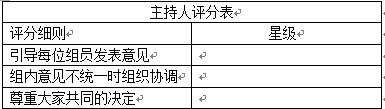 主持人评分表
评分细则 星级
引导每位组员发表意见
组内意见不统一时组织协调
尊重大家共同的决定